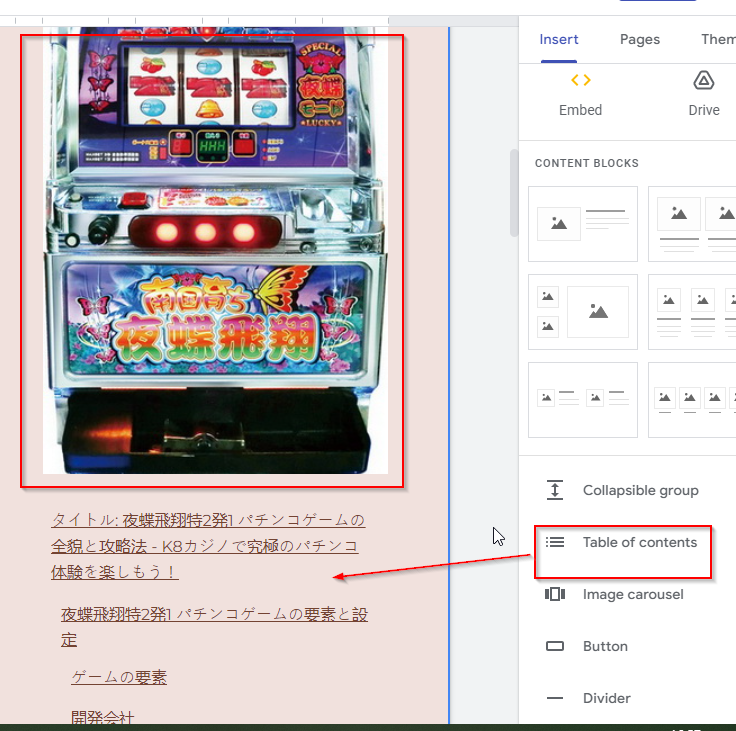 Insert
Pages
Them
Embed
Drive
CONTENT BLOCKS
SPECIAL
夜蝶
モード
LUCKY
南国育ち
夜蝶飛翔
タイトル: 夜蝶飛翔特2発1 パチンコゲームの
全貌と攻略法 - K8カジノで究極のパチンコ
体験を楽しもう！
夜蝶飛翔特2発1 パチンコゲームの要素と設
定
ゲームの要素
開発会社
Collapsible group
Table of contents
Image carousel
Button
Divider